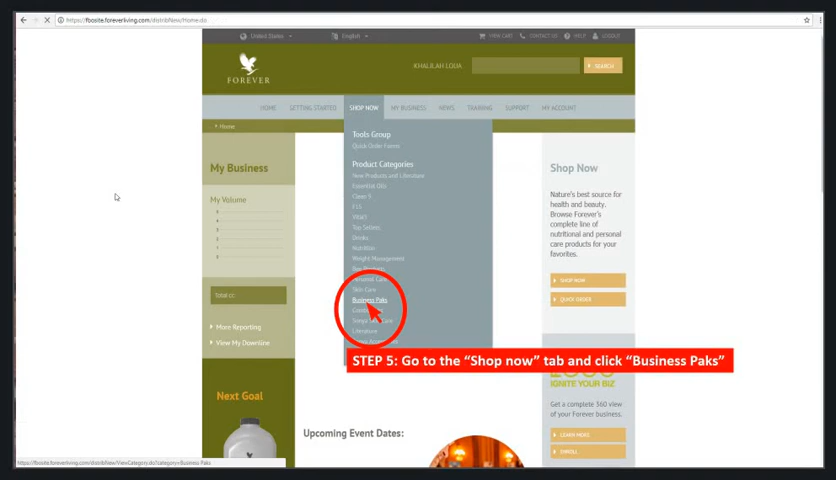 https://fbosite.foreverliving.com/distribNew/Home.do
United States
English
VIEW CART
CONTACT US
HELP
LOGOUT
FOREVER
KHALILAH LOUA
SEARCH
HOME
GETTING STARTED
SHOP NOW
MY BUSINESS
NEWS
TRAINING
SUPPORT
MY ACCOUNT
Home
Tools Group
Quick Order Forms
Product Categories
New Products and Literature
Essential Oils
Clean 9
F15
Vital5
Top Sellers
Drinks
Nutrition
Weight Management
Bee Products
Personal Care
Skin Care
Business Paks
Literature
My Business
My Volume
Total cc
More Reporting
View My Downline
Next Goal
Shop Now
Nature's best source for
health and beauty.
Browse Forever's
complete line of
nutritional and personal
care products for your
favorites.
SHOP NOW
QUICK ORDER
STEP 5: Go to the “Shop now” tab and click “Business Paks”
IGNITE YOUR BIZ
Get a complete 360 view
of your Forever business.
LEARN MORE
ENROLL
Upcoming Event Dates:
https://fbosite.foreverliving.com/distribNew/ViewCategory.do?category=Business Paks